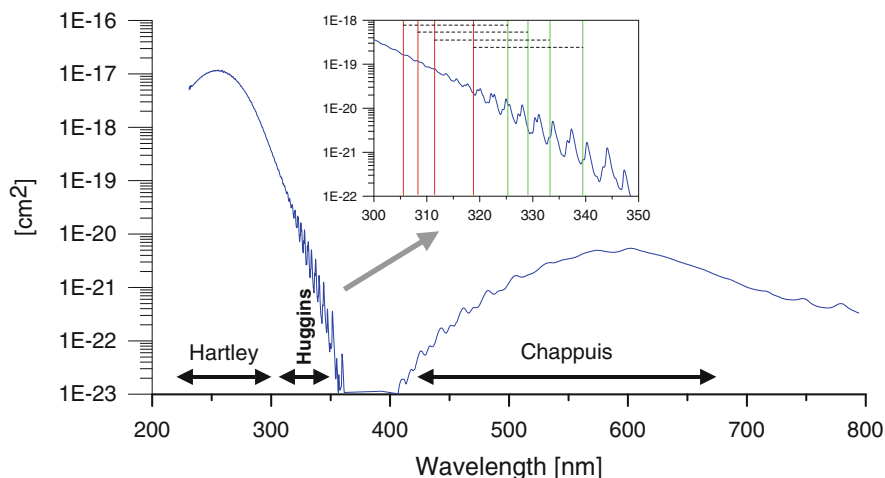 1E-16
1E-17
1E-18
1E-19
1E-20
1E-21
1E-22
1E-23
[cm2]
1E-18
1E-19
1E-20
1E-21
1E-22
300 310 320 330 340 350
Hartley
Huggins
Chappuis
200 300 400 500 600 700 800
Wavelength [nm]